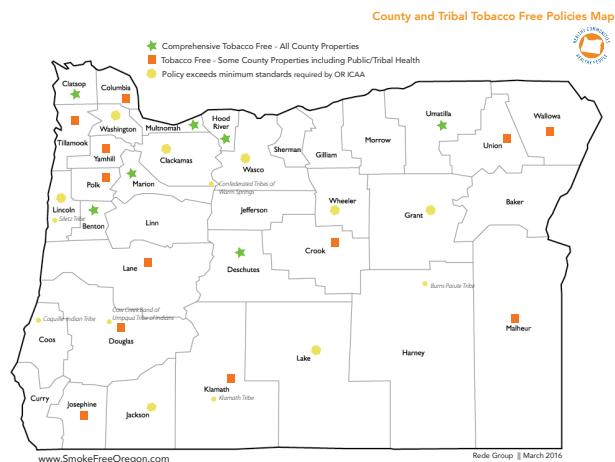 County and Tribal Tobacco Free Policies Map
HEALTHY COMMUNITIES
HEALTHY PEOPLE
Comprehensive Tobacco Free - All County Properties
Tobacco Free - Some County Properties including Public/Tribal Health
Policy exceeds minimum standards required by OR ICAA
Clatsop
Columbia
Tillamook
Washington
Multnomah
Hood
River
Umatilla
Wallowa
Yamhill
Clackamas
Wasco
Sherman
Gilliam
Morrow
Union
Polk
Marion
Confederated Tribes of
Warm Springs
Lincoln
Siletz Tribe
Benton
Linn
Jefferson
Wheeler
Grant
Baker
Lane
Deschutes
Crook
Burns Paiute Tribe
Coquille Indian Tribe
Cow Creek Band of
Umpqua Tribe of Indians
Coos
Douglas
Malheur
Lake
Harney
Curry
Josephine
Jackson
Klamath
Klamath Tribe
www.SmokeFreeOregon.com
Rede Group || March 2016